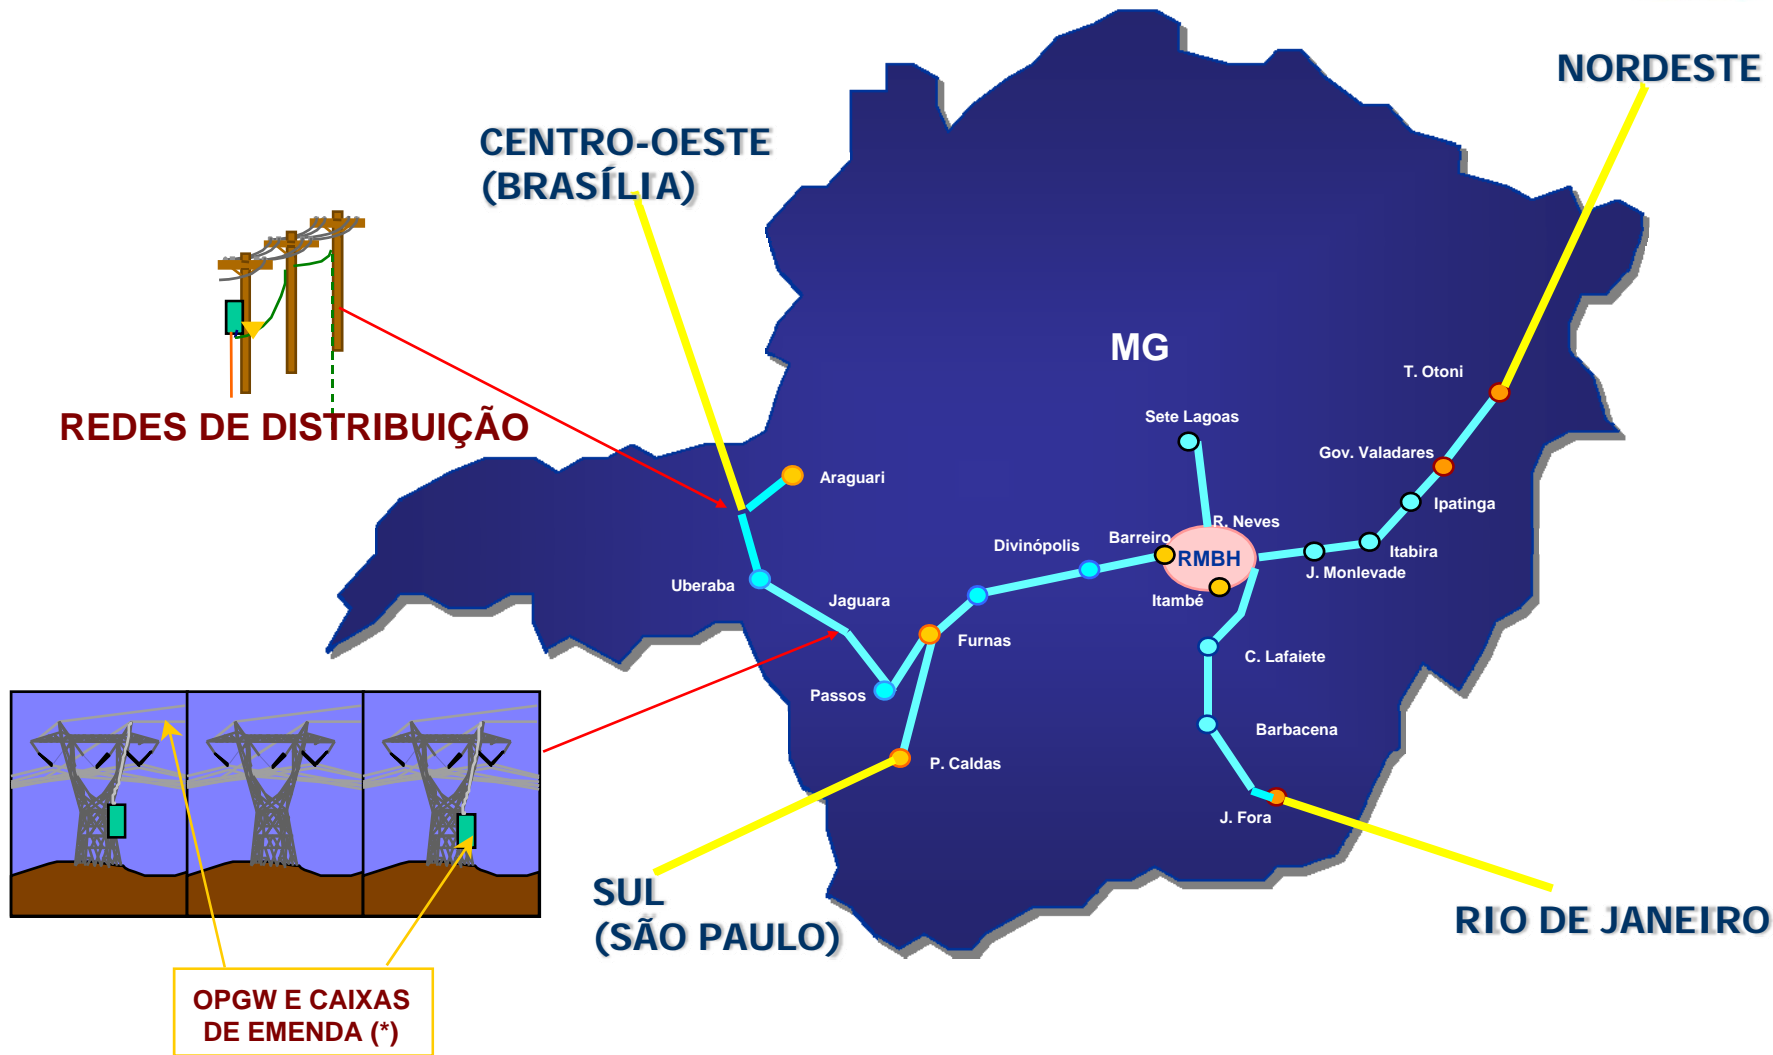 NORDESTE
CENTRO-OESTE
(BRASÍLIA)
MG
T. Otoni
REDES DE DISTRIBUIÇÃO
Sete Lagoas
Gov. Valadares
Araguari
Ipatinga
R. Neves
Barreiro
Divinópolis
RMBH
Itabira
J. Monlevade
Uberaba
Jaguara
Itambé
Furnas
C. Lafaiete
Passos
Barbacena
P. Caldas
J. Fora
SUL
(SÃO PAULO)
RIO DE JANEIRO
OPGW E CAIXAS
DE EMENDA (*)